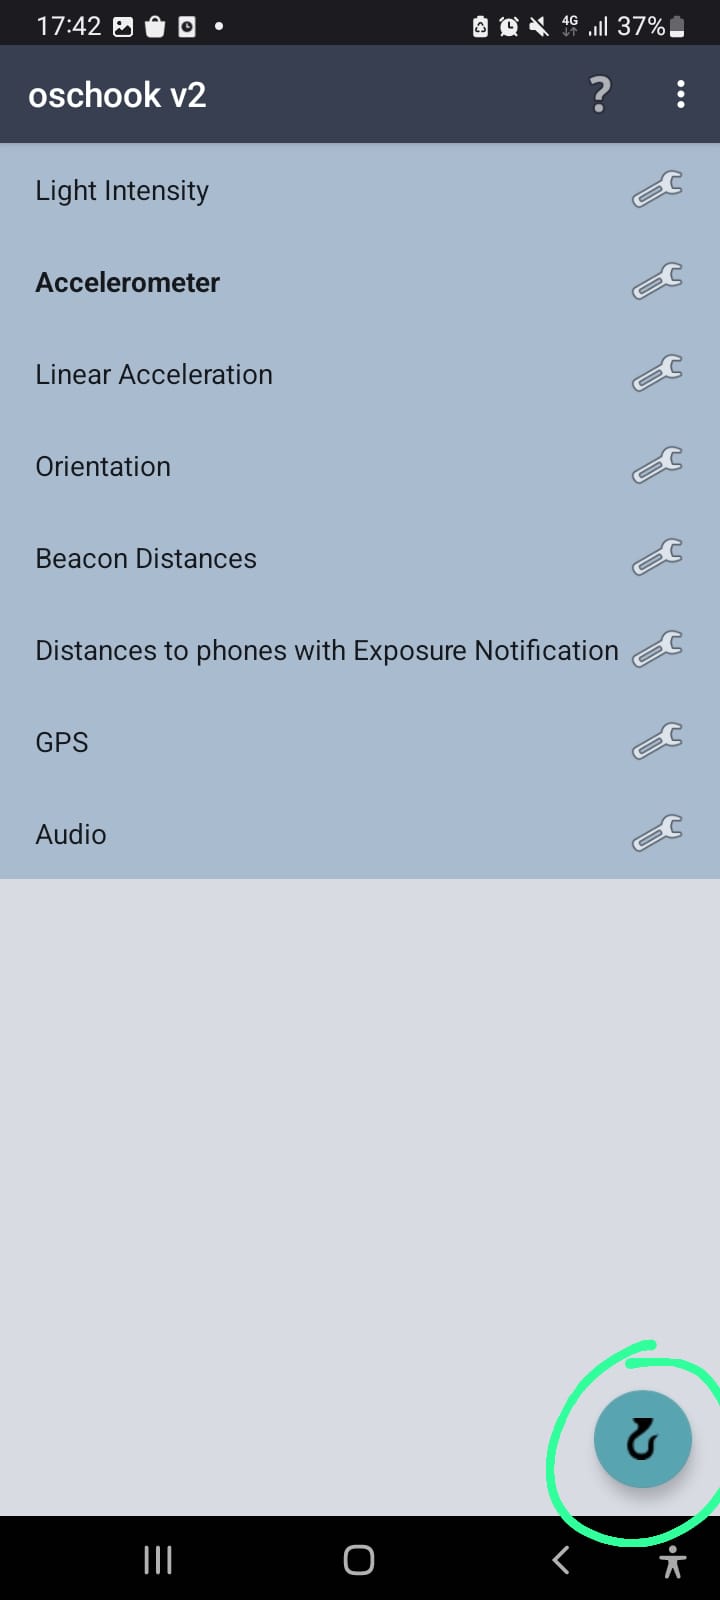 17:42 4G 37%
oschook v2 ?
Light Intensity
Accelerometer
Linear Acceleration
Orientation
Beacon Distances
Distances to phones with Exposure Notification
GPS
Audio